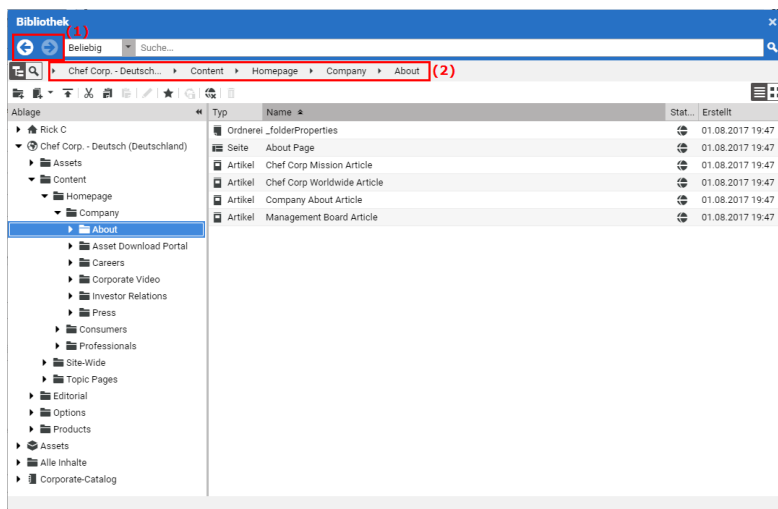 Bibliothek
(1)
Beliebig Suche...
Chef Corp. - Deutsch... Content Homepage Company About (2)
Ablage Typ Name Stat... Erstellt
Rick C
Chef Corp. - Deutsch (Deutschland)
Assets
Content
Homepage
Company
About
Asset Download Portal
Careers
Corporate Video
Investor Relations
Press
Consumers
Professionals
Site-Wide
Topic Pages
Editorial
Options
Products
Assets
Alle Inhalte
Corporate-Catalog
Ordnerei _folderProperties 01.08.2017 19:47
Seite About Page 01.08.2017 19:47
Artikel Chef Corp Mission Article 01.08.2017 19:47
Artikel Chef Corp Worldwide Article 01.08.2017 19:47
Artikel Company About Article 01.08.2017 19:47
Artikel Management Board Article 01.08.2017 19:47